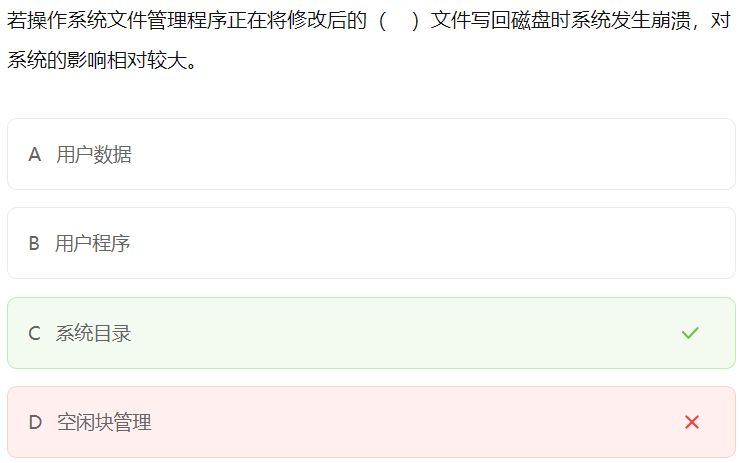 若操作系统文件管理程序正在将修改后的（　）文件写回磁盘时系统发生崩溃，对
系统的影响相对较大。
A 用户数据
B 用户程序
C 系统目录
D 空闲块管理